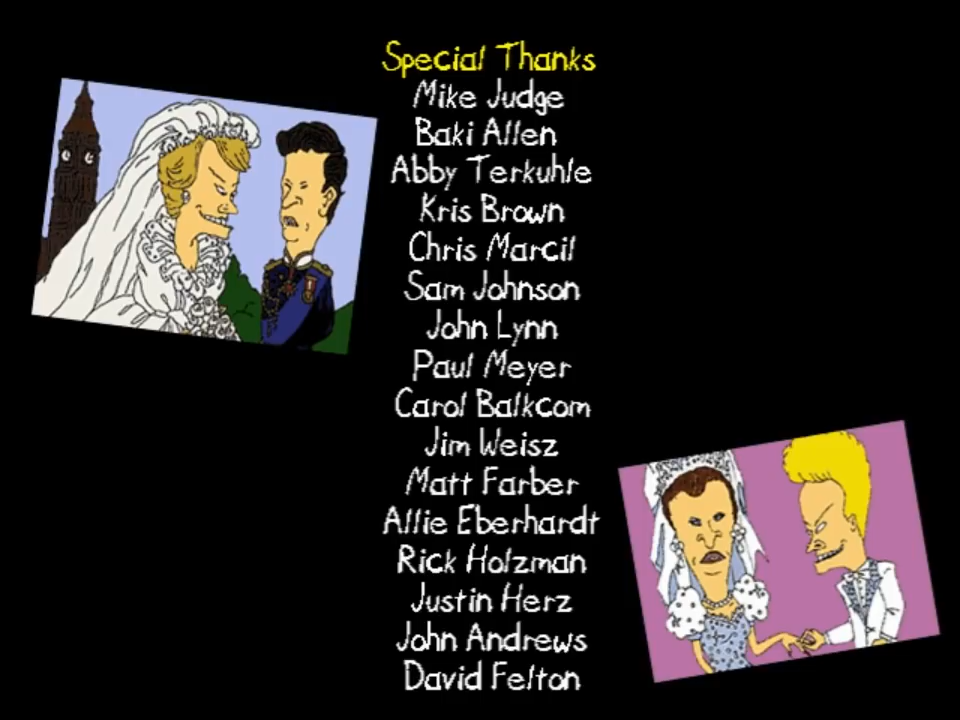 Special Thanks
Mike Judge
Baki Allen
Abby Terkuhle
Kris Brown
Chris Marcil
Sam Johnson
John Lynn
Paul Meyer
Carol Balkcom
Jim Weisz
Matt Farber
Allie Eberhardt
Rick Holzman
Justin Herz
John Andrews
David Felton